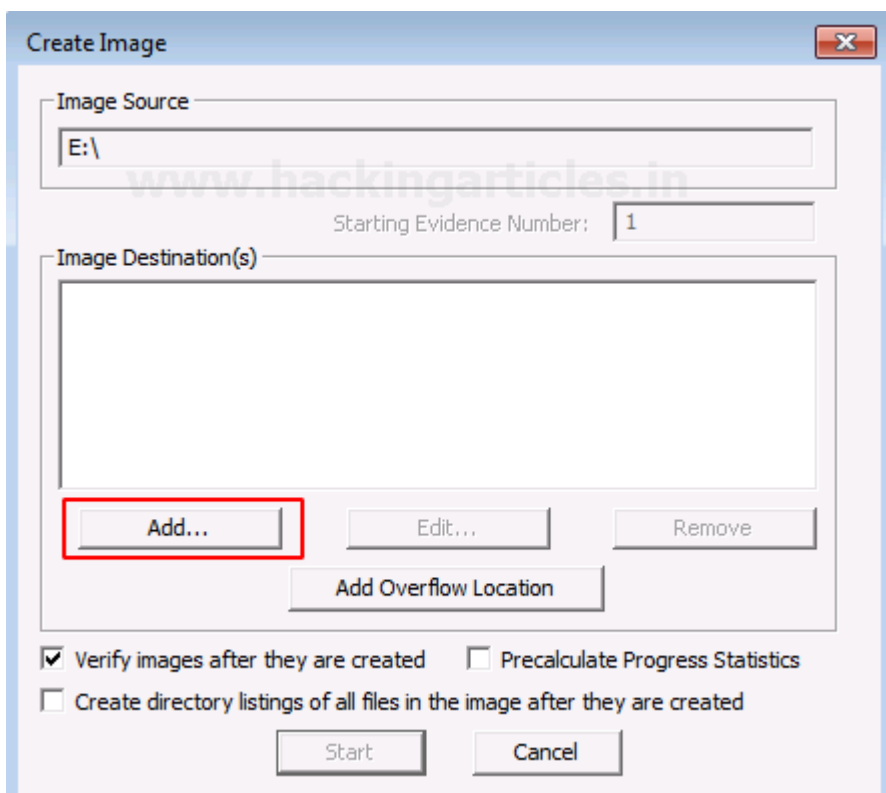 Create Image
Image Source
E:\
www.hackingarticles.in
Starting Evidence Number: 1
Image Destination(s)
Add... Edit... Remove
Add Overflow Location
Verify images after they are created Precalculate Progress Statistics
Create directory listings of all files in the image after they are created
Start Cancel